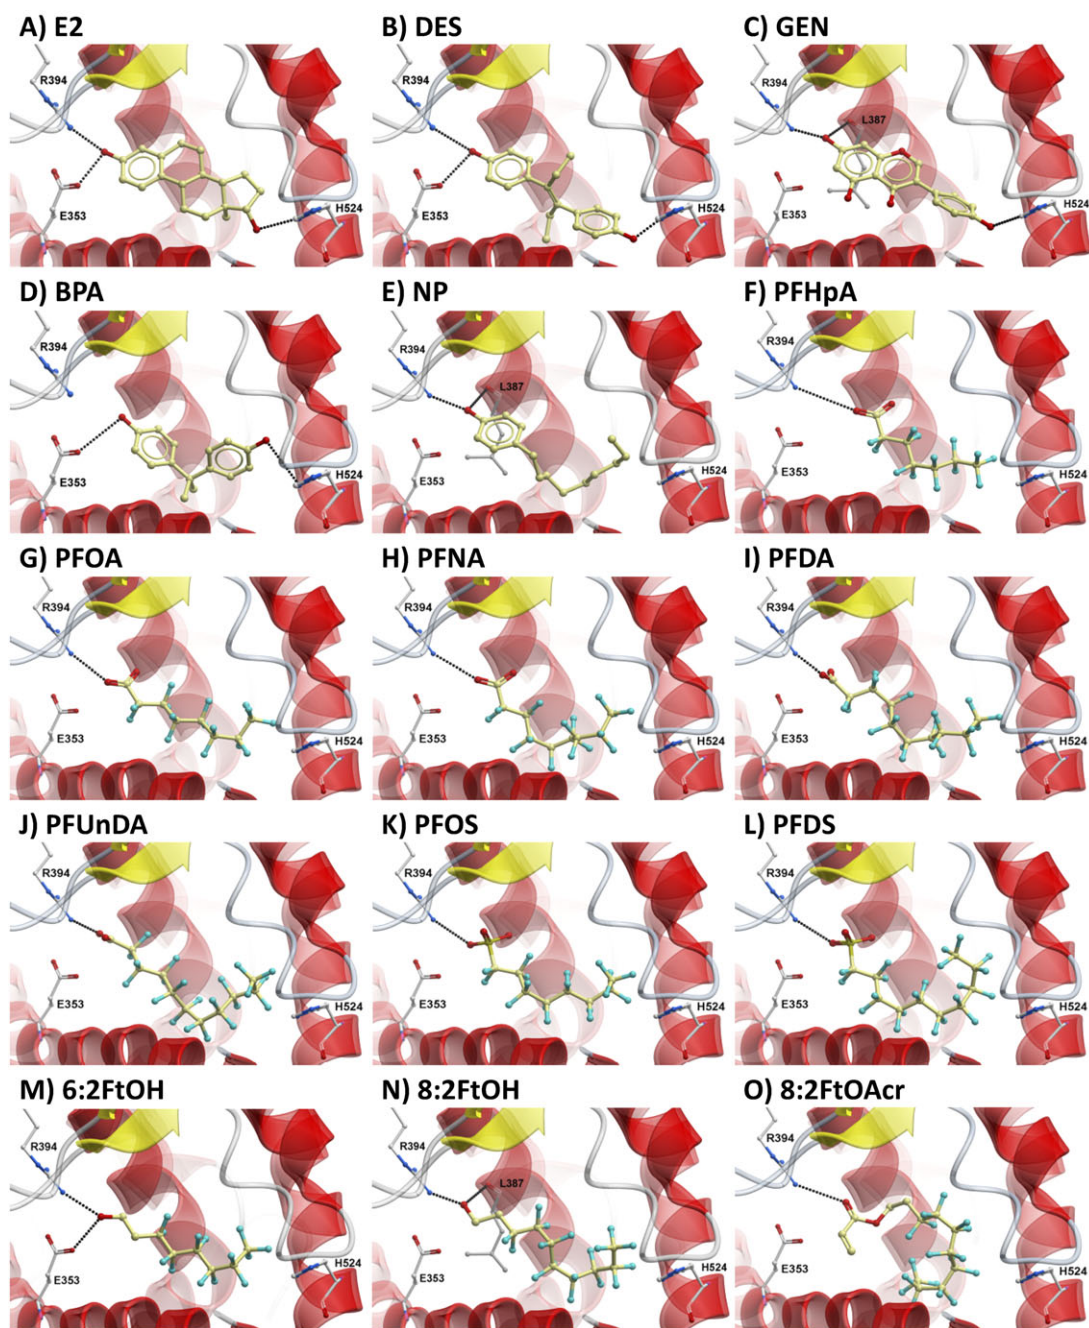 A) E2
B) DES
C) GEN
R394
R394
R394
L387
E353
H524
E353
H524
E353
H524
D) BPA
E) NP
F) PFHpA
R394
R394
R394
L387
E353
H524
E353
H524
E353
H524
G) PFOA
H) PFNA
I) PFDA
R394
R394
R394
E353
H524
E353
H524
E353
H524
J) PFUnDA
K) PFOS
L) PFDS
R394
R394
R394
E353
H524
E353
H524
E353
H524
M) 6:2FtOH
N) 8:2FtOH
O) 8:2FtOAcr
R394
R394
R394
L387
E353
H524
E353
H524
E353
H524